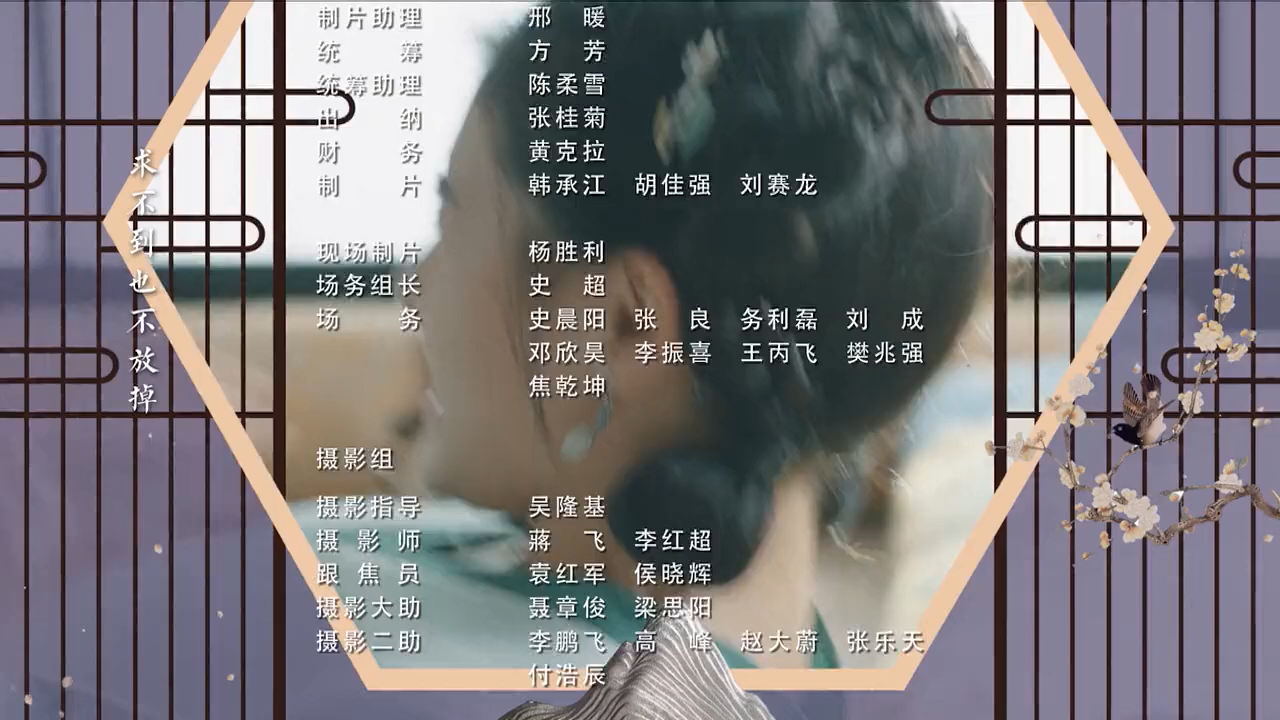 制片助理 邢暖
统筹 方芳
统筹助理 陈柔雪
出纳 张桂菊
财务 黄克拉
制片 韩承江 胡佳强 刘赛龙
现场制片 杨胜利
场务组长 史超
场务 史晨阳 张良 务利磊 刘成
邓欣昊 李振喜 王丙飞 樊兆强
焦乾坤
摄影组
摄影指导 吴隆基
摄影师 蒋飞 李红超
跟焦员 袁红军 侯晓辉
摄影大助 聂章俊 梁思阳
摄影二助 李鹏飞 高峰 赵大蔚 张乐天
付浩辰
求不到也不放掉